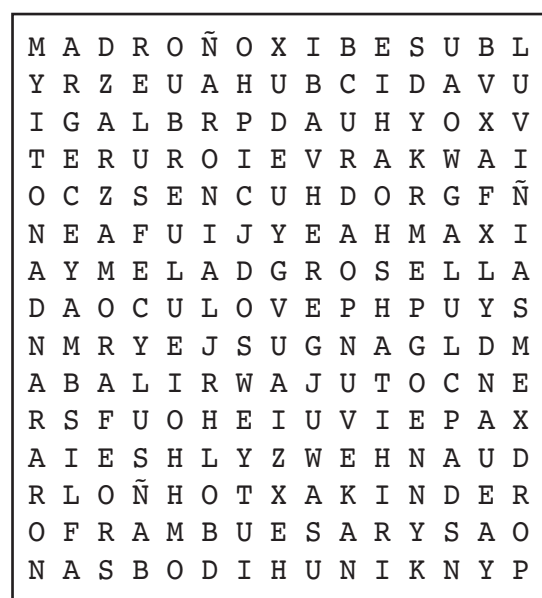 M A D R O Ñ O X I B E S U B L
Y R Z E U A H U B C I D A V U
I G A L B R P D A U H Y O X V
T E R U R O I E V R A K W A I
O C Z S E N C U H D O R G F Ñ
N E A F U I J Y E A H M A X I
A Y M E L A D G R O S E L L A
D A O C U L O V E P H P U Y S
N M R Y E J S U G N A G L D M
A B A L I R W A J U T O C N E
R S F U O H E I U V I E P A X
A I E S H L Y Z W E H N A U D
R L O Ñ H O T X A K I N D E R
O F R A M B U E S A R Y S A O
N A S B O D I H U N I K N Y P